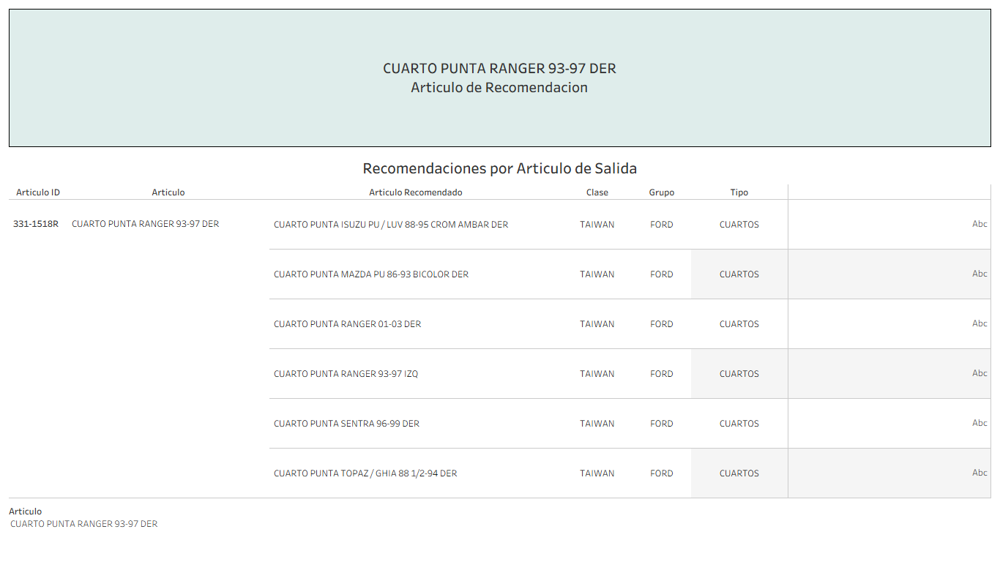 CUARTO PUNTA RANGER 93-97 DER
Articulo de Recomendacion
Recomendaciones por Articulo de Salida
Articulo ID Articulo Articulo Recomendado Clase Grupo Tipo
331-1518R CUARTO PUNTA RANGER 93-97 DER CUARTO PUNTA ISUZU PU / LUV 88-95 CROM AMBAR DER TAIWAN FORD CUARTOS Abc
CUARTO PUNTA MAZDA PU 86-93 BICOLOR DER TAIWAN FORD CUARTOS Abc
CUARTO PUNTA RANGER 01-03 DER TAIWAN FORD CUARTOS Abc
CUARTO PUNTA RANGER 93-97 IZQ TAIWAN FORD CUARTOS Abc
CUARTO PUNTA SENTRA 96-99 DER TAIWAN FORD CUARTOS Abc
CUARTO PUNTA TOPAZ / GHIA 88 1/2-94 DER TAIWAN FORD CUARTOS Abc
Articulo
CUARTO PUNTA RANGER 93-97 DER